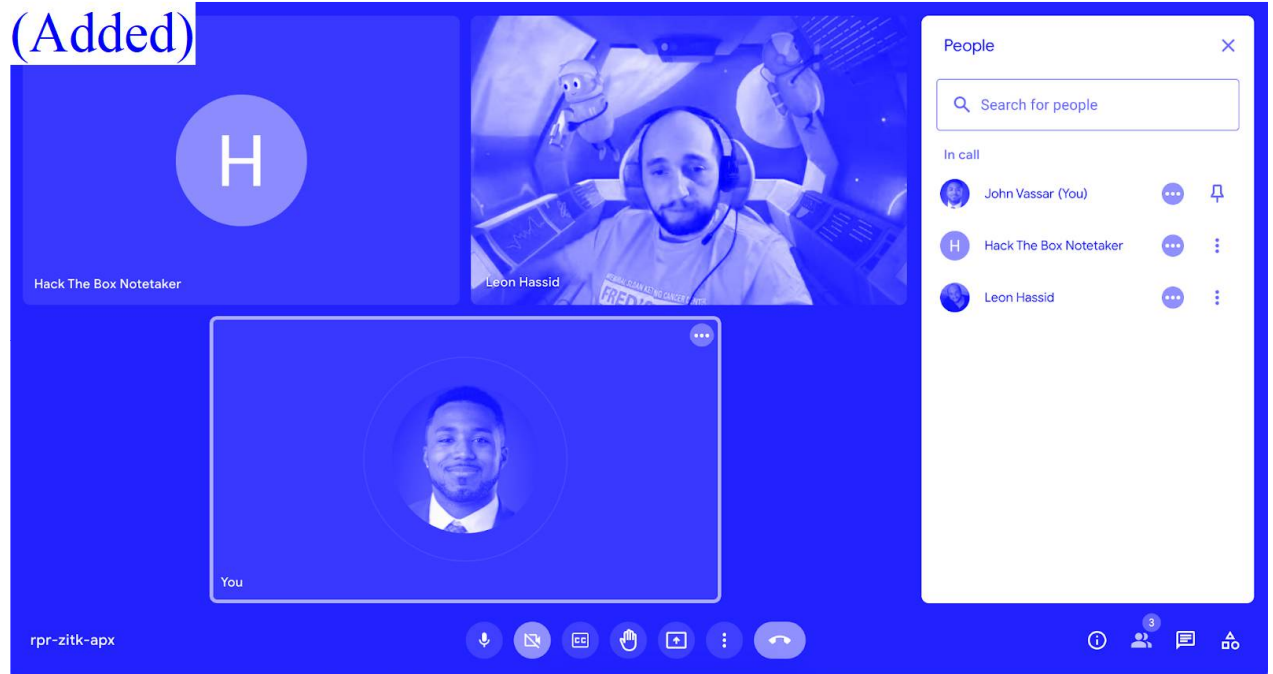 (Added)
H
Hack The Box Notetaker
Leon Hassid
You
People
Search for people
In call
John Vassar (You)
H
Hack The Box Notetaker
Leon Hassid
rpr-zitk-apx
CC
3